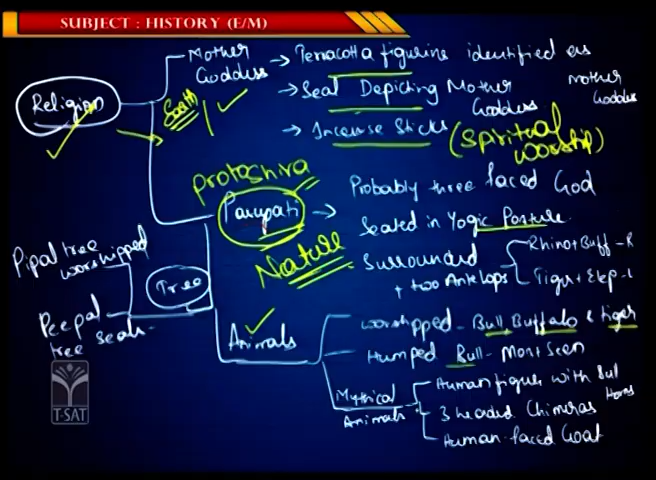 SUBJECT : HISTORY (E/M)
Religion
Mother
Goddess
→ Terracotta figurine identified as
Mother
Goddess
→ Seal Depicting Mother
Goddess
→ Incense Sticks (Spiritual
worship)
Protoshiva
Pasupati →
Nature
Probably three faced God
Seated in Yogic Posture
Surrounded
+ two Antelops
Rhino + Buff - R
Tiger + Elep - L
Tree
Pipal tree
worshipped
Peepal
tree seals
Animals
worshipped - Bull, Buffalo & tiger
Humped Bull - Most Seen
Mythical
Animals
Human figure with Bul
Horns
3 headed Chimeras
Human faced Goat
T-SAT